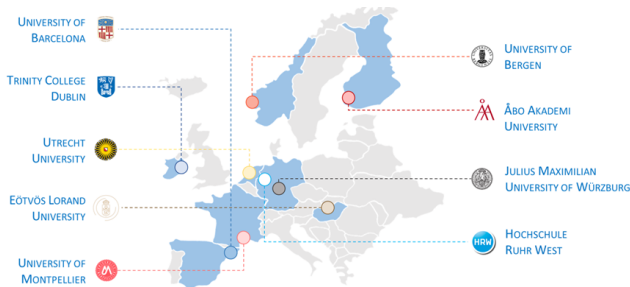 UNIVERSITY OF
BARCELONA
TRINITY COLLEGE
DUBLIN
UTRECHT
UNIVERSITY
EÖTVÖS LORAND
UNIVERSITY
UNIVERSITY OF
MONTPELLIER
UNIVERSITY OF
BERGEN
ÅBO AKADEMI
UNIVERSITY
JULIUS MAXIMILIAN
UNIVERSITY OF WÜRZBURG
HRW
HOCHSCHULE
RUHR WEST